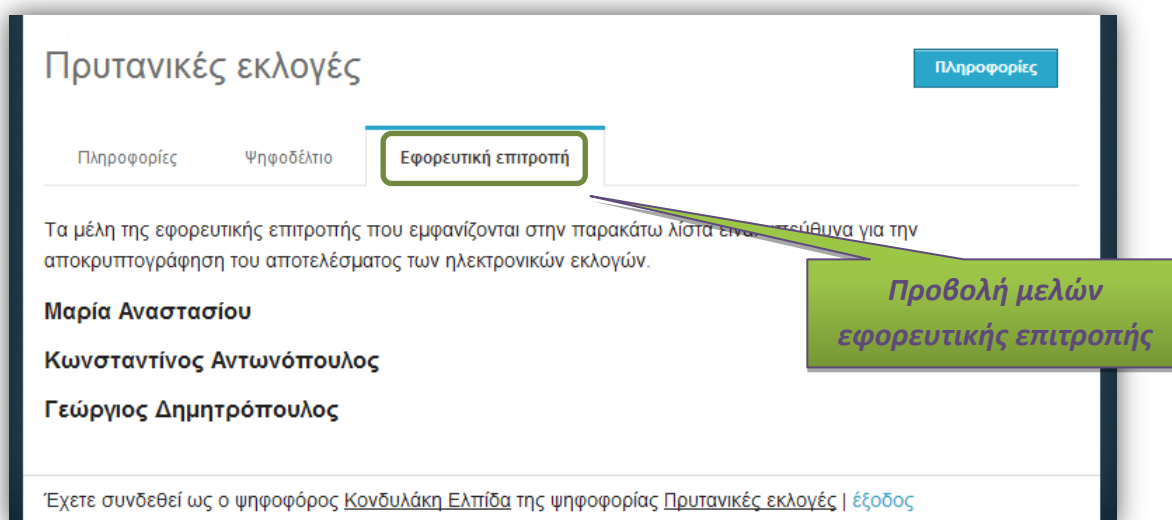 Πρυτανικές εκλογές
Πληροφορίες
Πληροφορίες Ψηφοδέλτιο Εφορευτική επιτροπή
Τα μέλη της εφορευτικής επιτροπής που εμφανίζονται στην παρακάτω λίστα είναι υπεύθυνα για την
αποκρυπτογράφηση του αποτελέσματος των ηλεκτρονικών εκλογών.
Προβολή μελών
εφορευτικής επιτροπής
Μαρία Αναστασίου
Κωνσταντίνος Αντωνόπουλος
Γεώργιος Δημητρόπουλος
Έχετε συνδεθεί ως ο ψηφοφόρος Κονδυλάκη Ελπίδα της ψηφοφορίας Πρυτανικές εκλογές | έξοδος